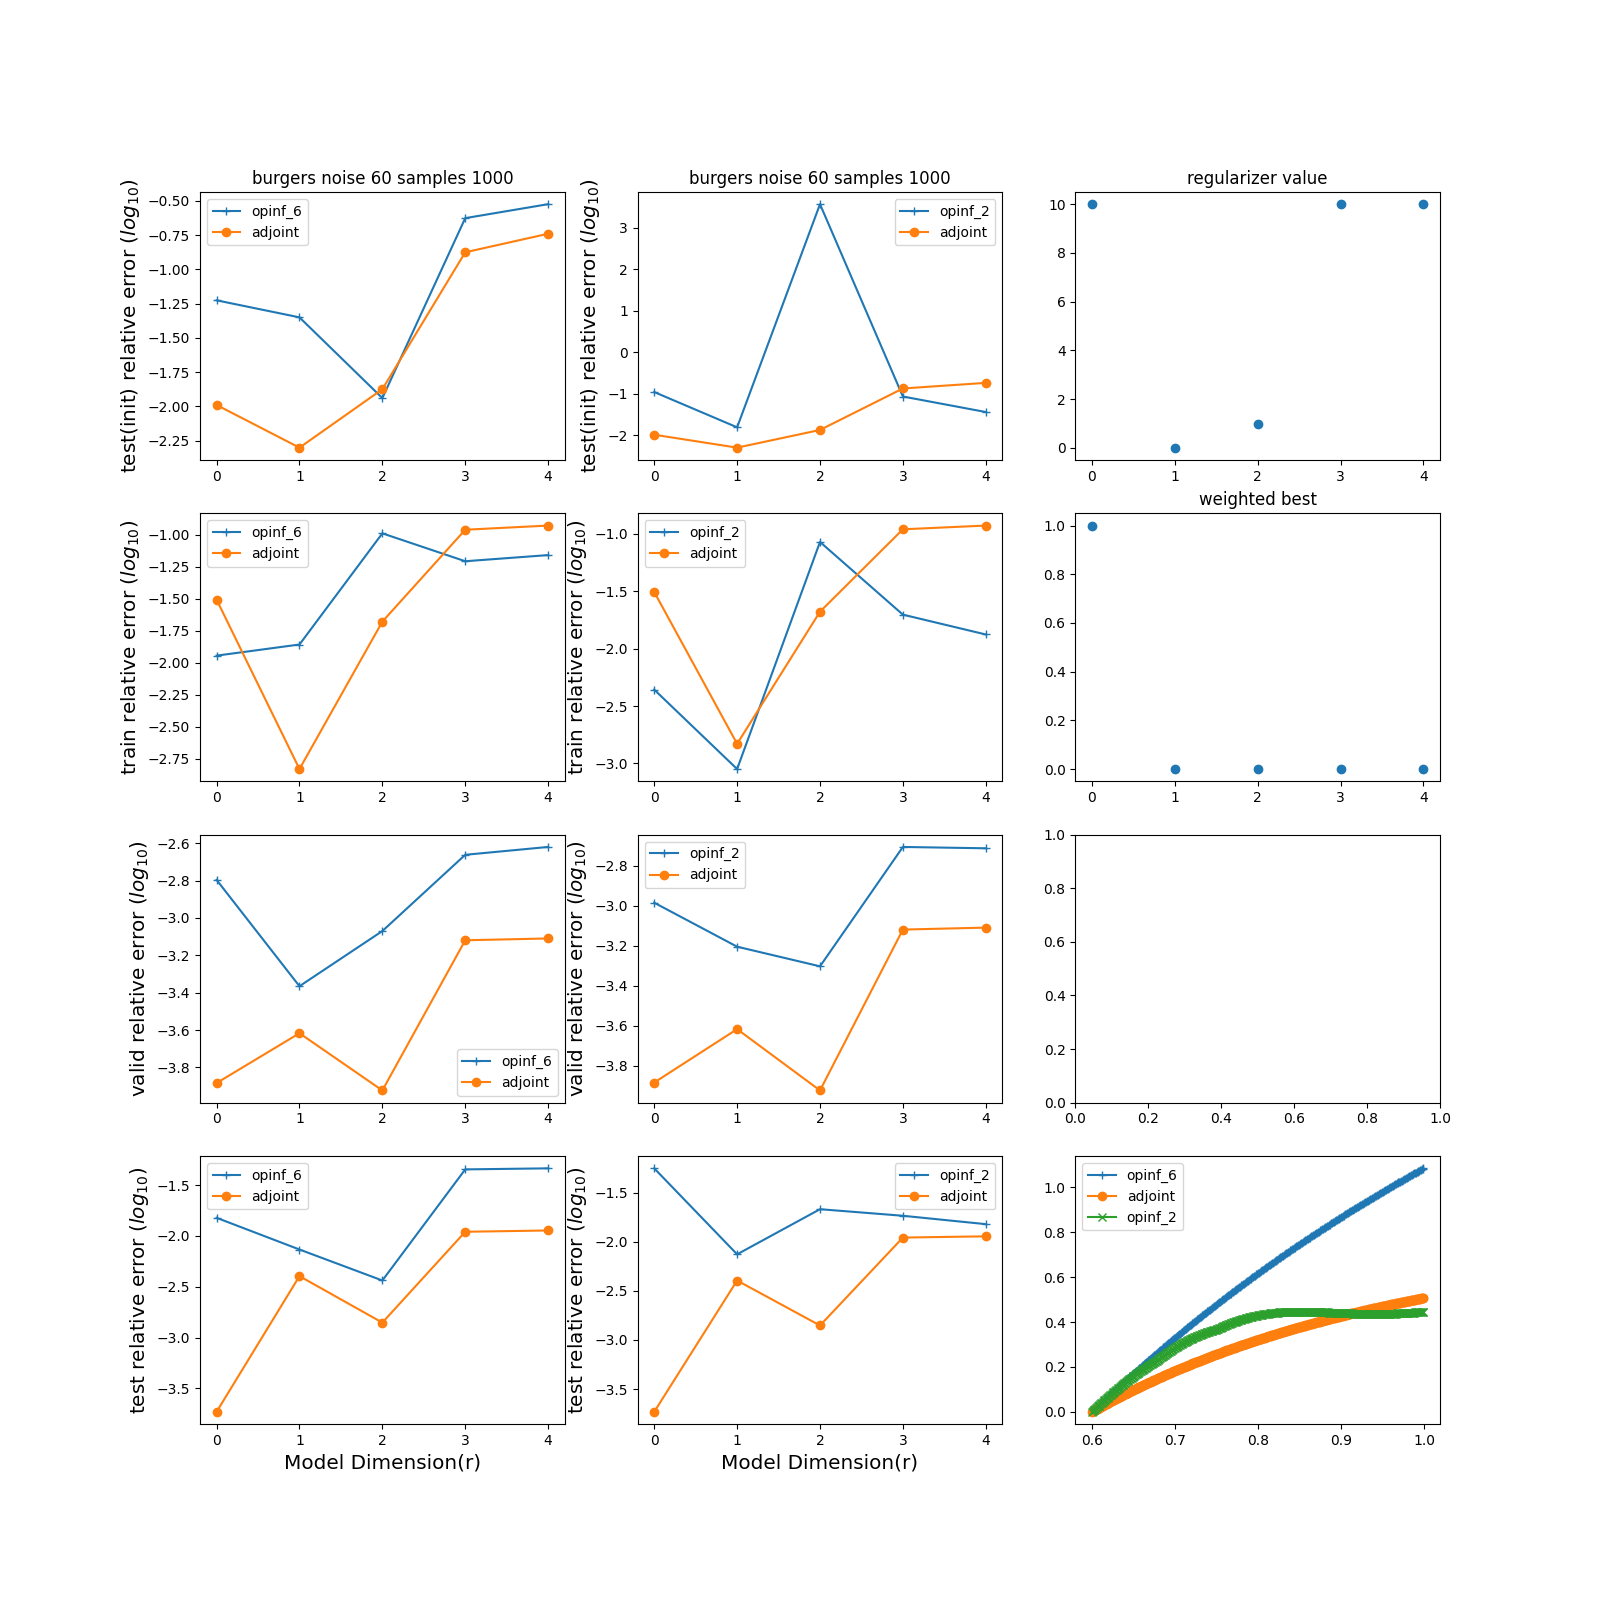 burgers noise 60 samples 1000
test(init) relative error (log10)
−0.50
−0.75
−1.00
−1.25
−1.50
−1.75
−2.00
−2.25
0 1 2 3 4
opinf_6
adjoint
burgers noise 60 samples 1000
test(init) relative error (log10)
3
2
1
0
−1
−2
0 1 2 3 4
opinf_2
adjoint
regularizer value
10
8
6
4
2
0
0 1 2 3 4
train relative error (log10)
−1.00
−1.25
−1.50
−1.75
−2.00
−2.25
−2.50
−2.75
0 1 2 3 4
opinf_6
adjoint
train relative error (log10)
−1.0
−1.5
−2.0
−2.5
−3.0
0 1 2 3 4
opinf_2
adjoint
weighted best
1.0
0.8
0.6
0.4
0.2
0.0
0 1 2 3 4
valid relative error (log10)
−2.6
−2.8
−3.0
−3.2
−3.4
−3.6
−3.8
0 1 2 3 4
opinf_6
adjoint
valid relative error (log10)
−2.8
−3.0
−3.2
−3.4
−3.6
−3.8
0 1 2 3 4
opinf_2
adjoint
1.0
0.8
0.6
0.4
0.2
0.0
0.0 0.2 0.4 0.6 0.8 1.0
test relative error (log10)
−1.5
−2.0
−2.5
−3.0
−3.5
0 1 2 3 4
opinf_6
adjoint
Model Dimension(r)
test relative error (log10)
−1.5
−2.0
−2.5
−3.0
−3.5
0 1 2 3 4
opinf_2
adjoint
Model Dimension(r)
1.0
0.8
0.6
0.4
0.2
0.0
0.6 0.7 0.8 0.9 1.0
opinf_6
adjoint
opinf_2